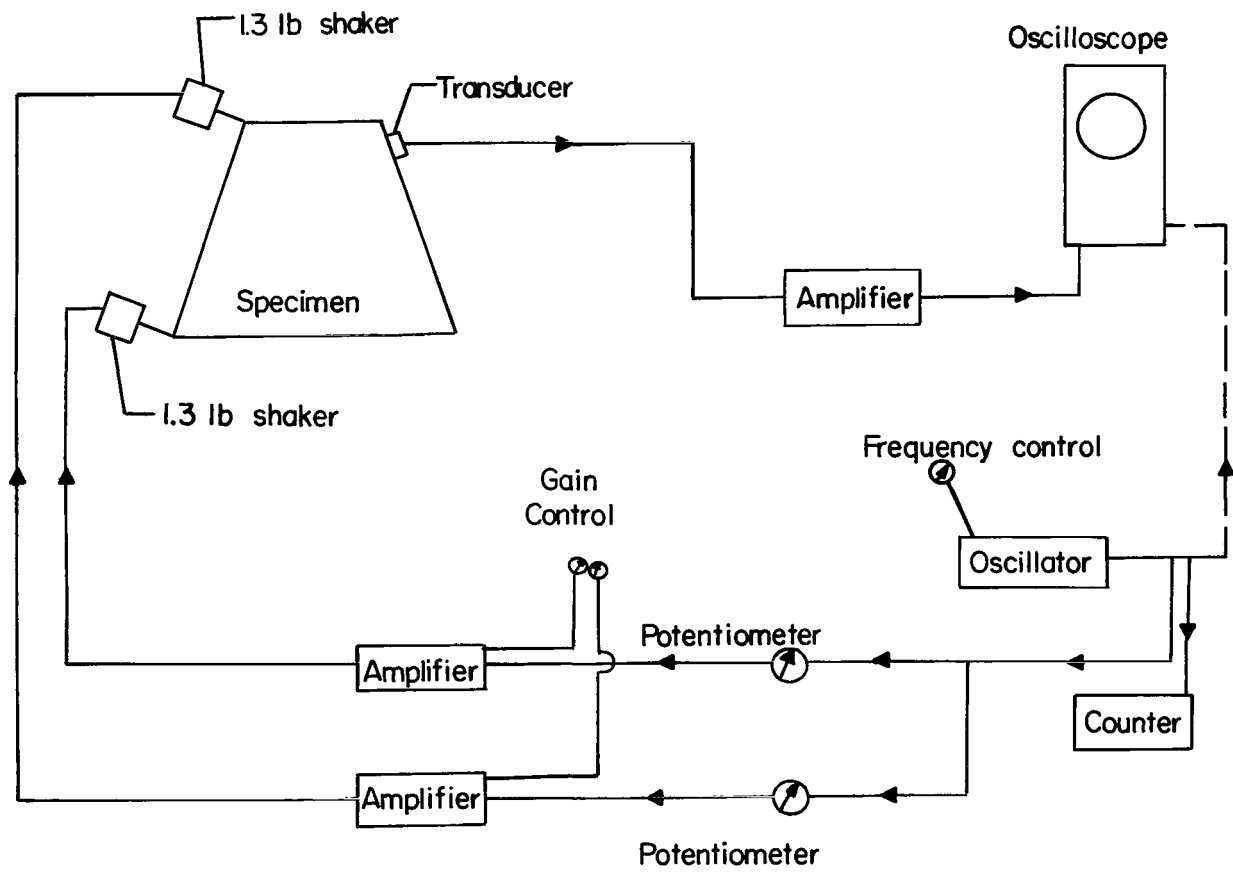 1.3 lb shaker
Oscilloscope
Transducer
Specimen
Amplifier
1.3 lb shaker
Frequency control
Gain
Control
Oscillator
Potentiometer
Amplifier
Counter
Amplifier
Potentiometer